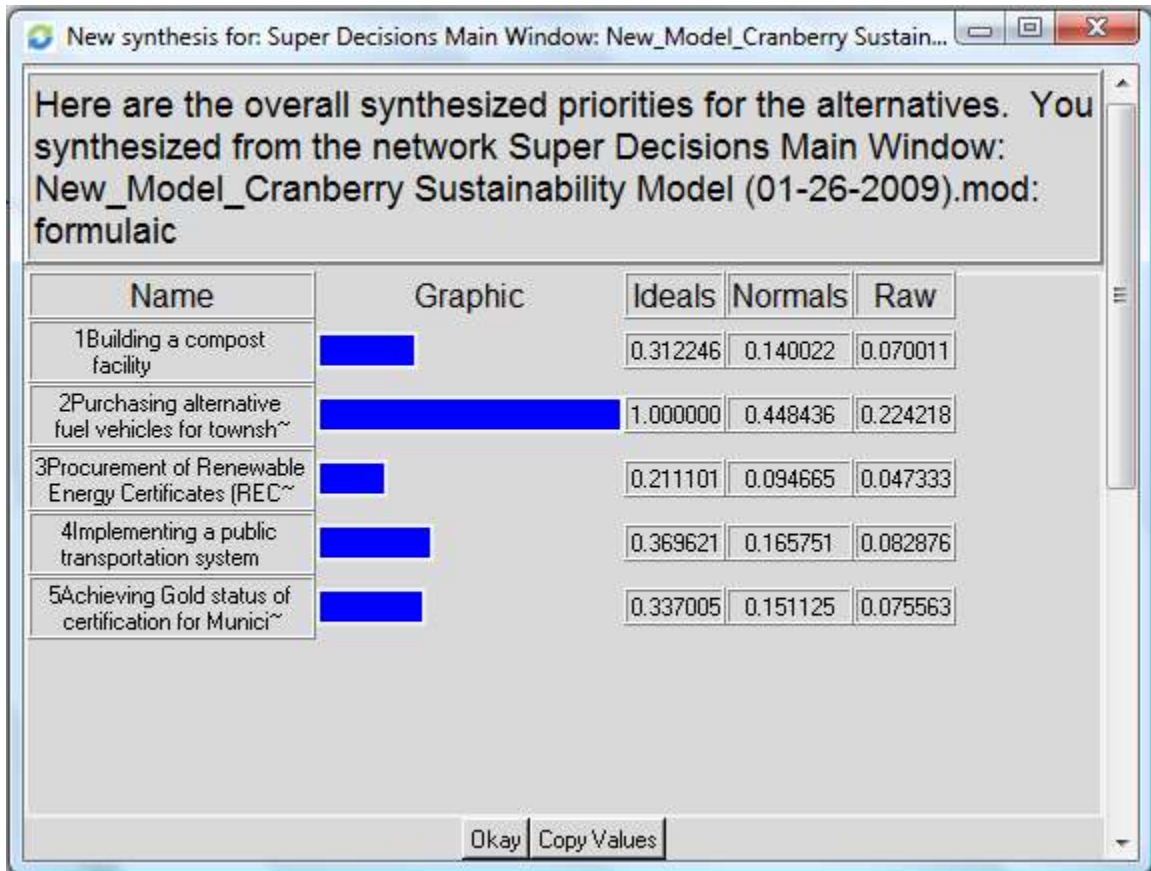 New synthesis for: Super Decisions Main Window: New_Model_Cranberry Sustain...
Here are the overall synthesized priorities for the alternatives. You
synthesized from the network Super Decisions Main Window:
New_Model_Cranberry Sustainability Model (01-26-2009).mod:
formulaic
Name Graphic Ideals Normals Raw
1Building a compost
facility
0.312246 0.140022 0.070011
2Purchasing alternative
fuel vehicles for townsh~
1.000000 0.448436 0.224218
3Procurement of Renewable
Energy Certificates (REC~
0.211101 0.094665 0.047333
4Implementing a public
transportation system
0.369621 0.165751 0.082876
5Achieving Gold status of
certification for Munici~
0.337005 0.151125 0.075563
Okay Copy Values